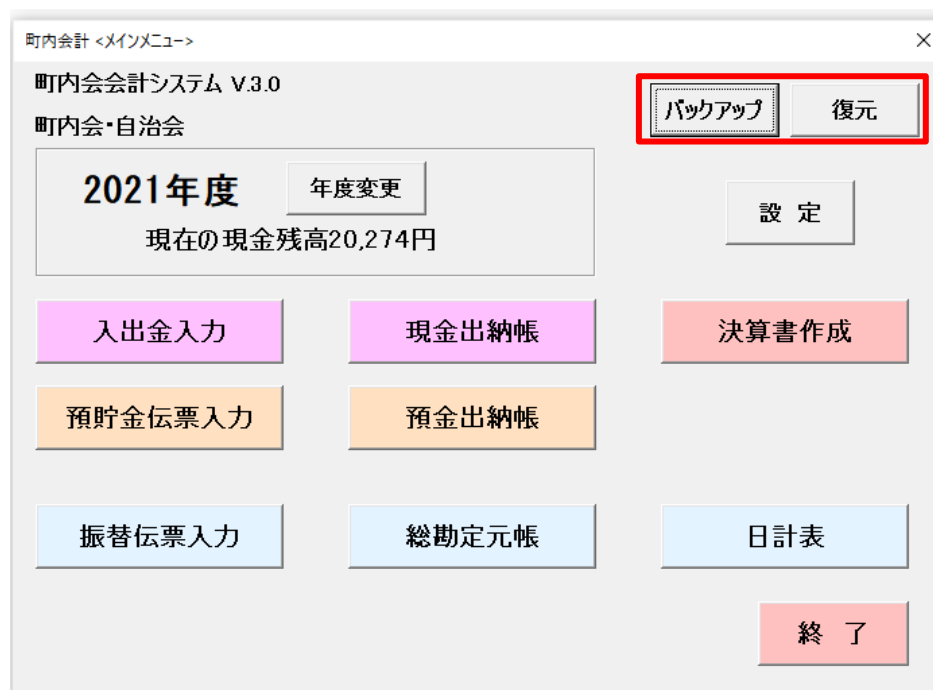 町内会計 <メインメニュー>
町内会会計システム V.3.0
町内会・自治会
バックアップ 復元
2021年度 年度変更
現在の現金残高20,274円
設 定
入出金入力 現金出納帳 決算書作成
預貯金伝票入力 預金出納帳
振替伝票入力 総勘定元帳 日計表
終 了